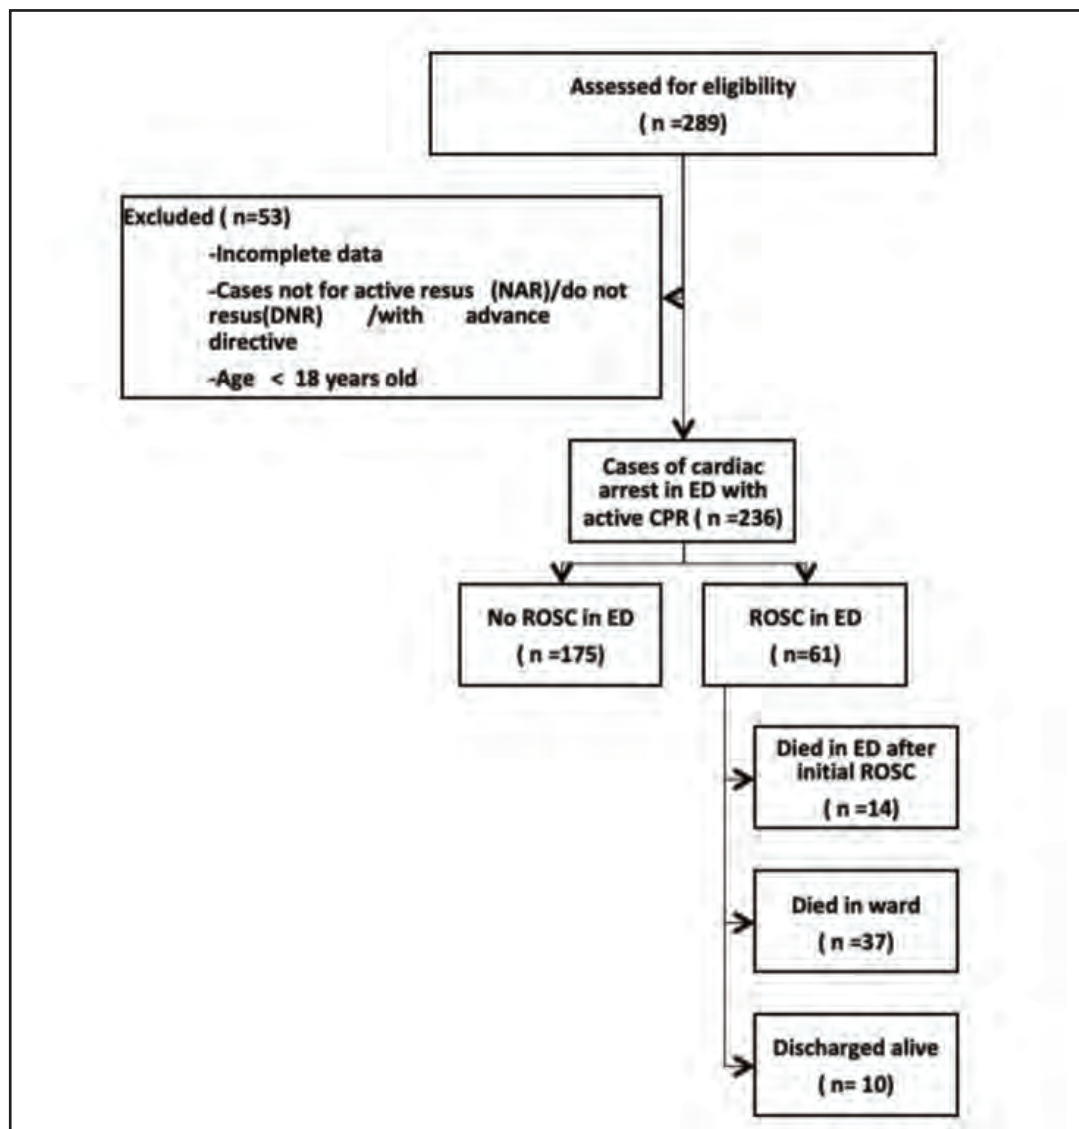 Assessed for eligibility
( n =289)
Excluded ( n=53)
-Incomplete data
-Cases not for active resus (NAR)/do not
resus(DNR) /with advance
directive
-Age < 18 years old
Cases of cardiac
arrest in ED with
active CPR ( n =236)
No ROSC in ED
( n =175)
ROSC in ED
( n=61)
Died in ED after
initial ROSC
( n =14)
Died in ward
( n =37)
Discharged alive
( n= 10)